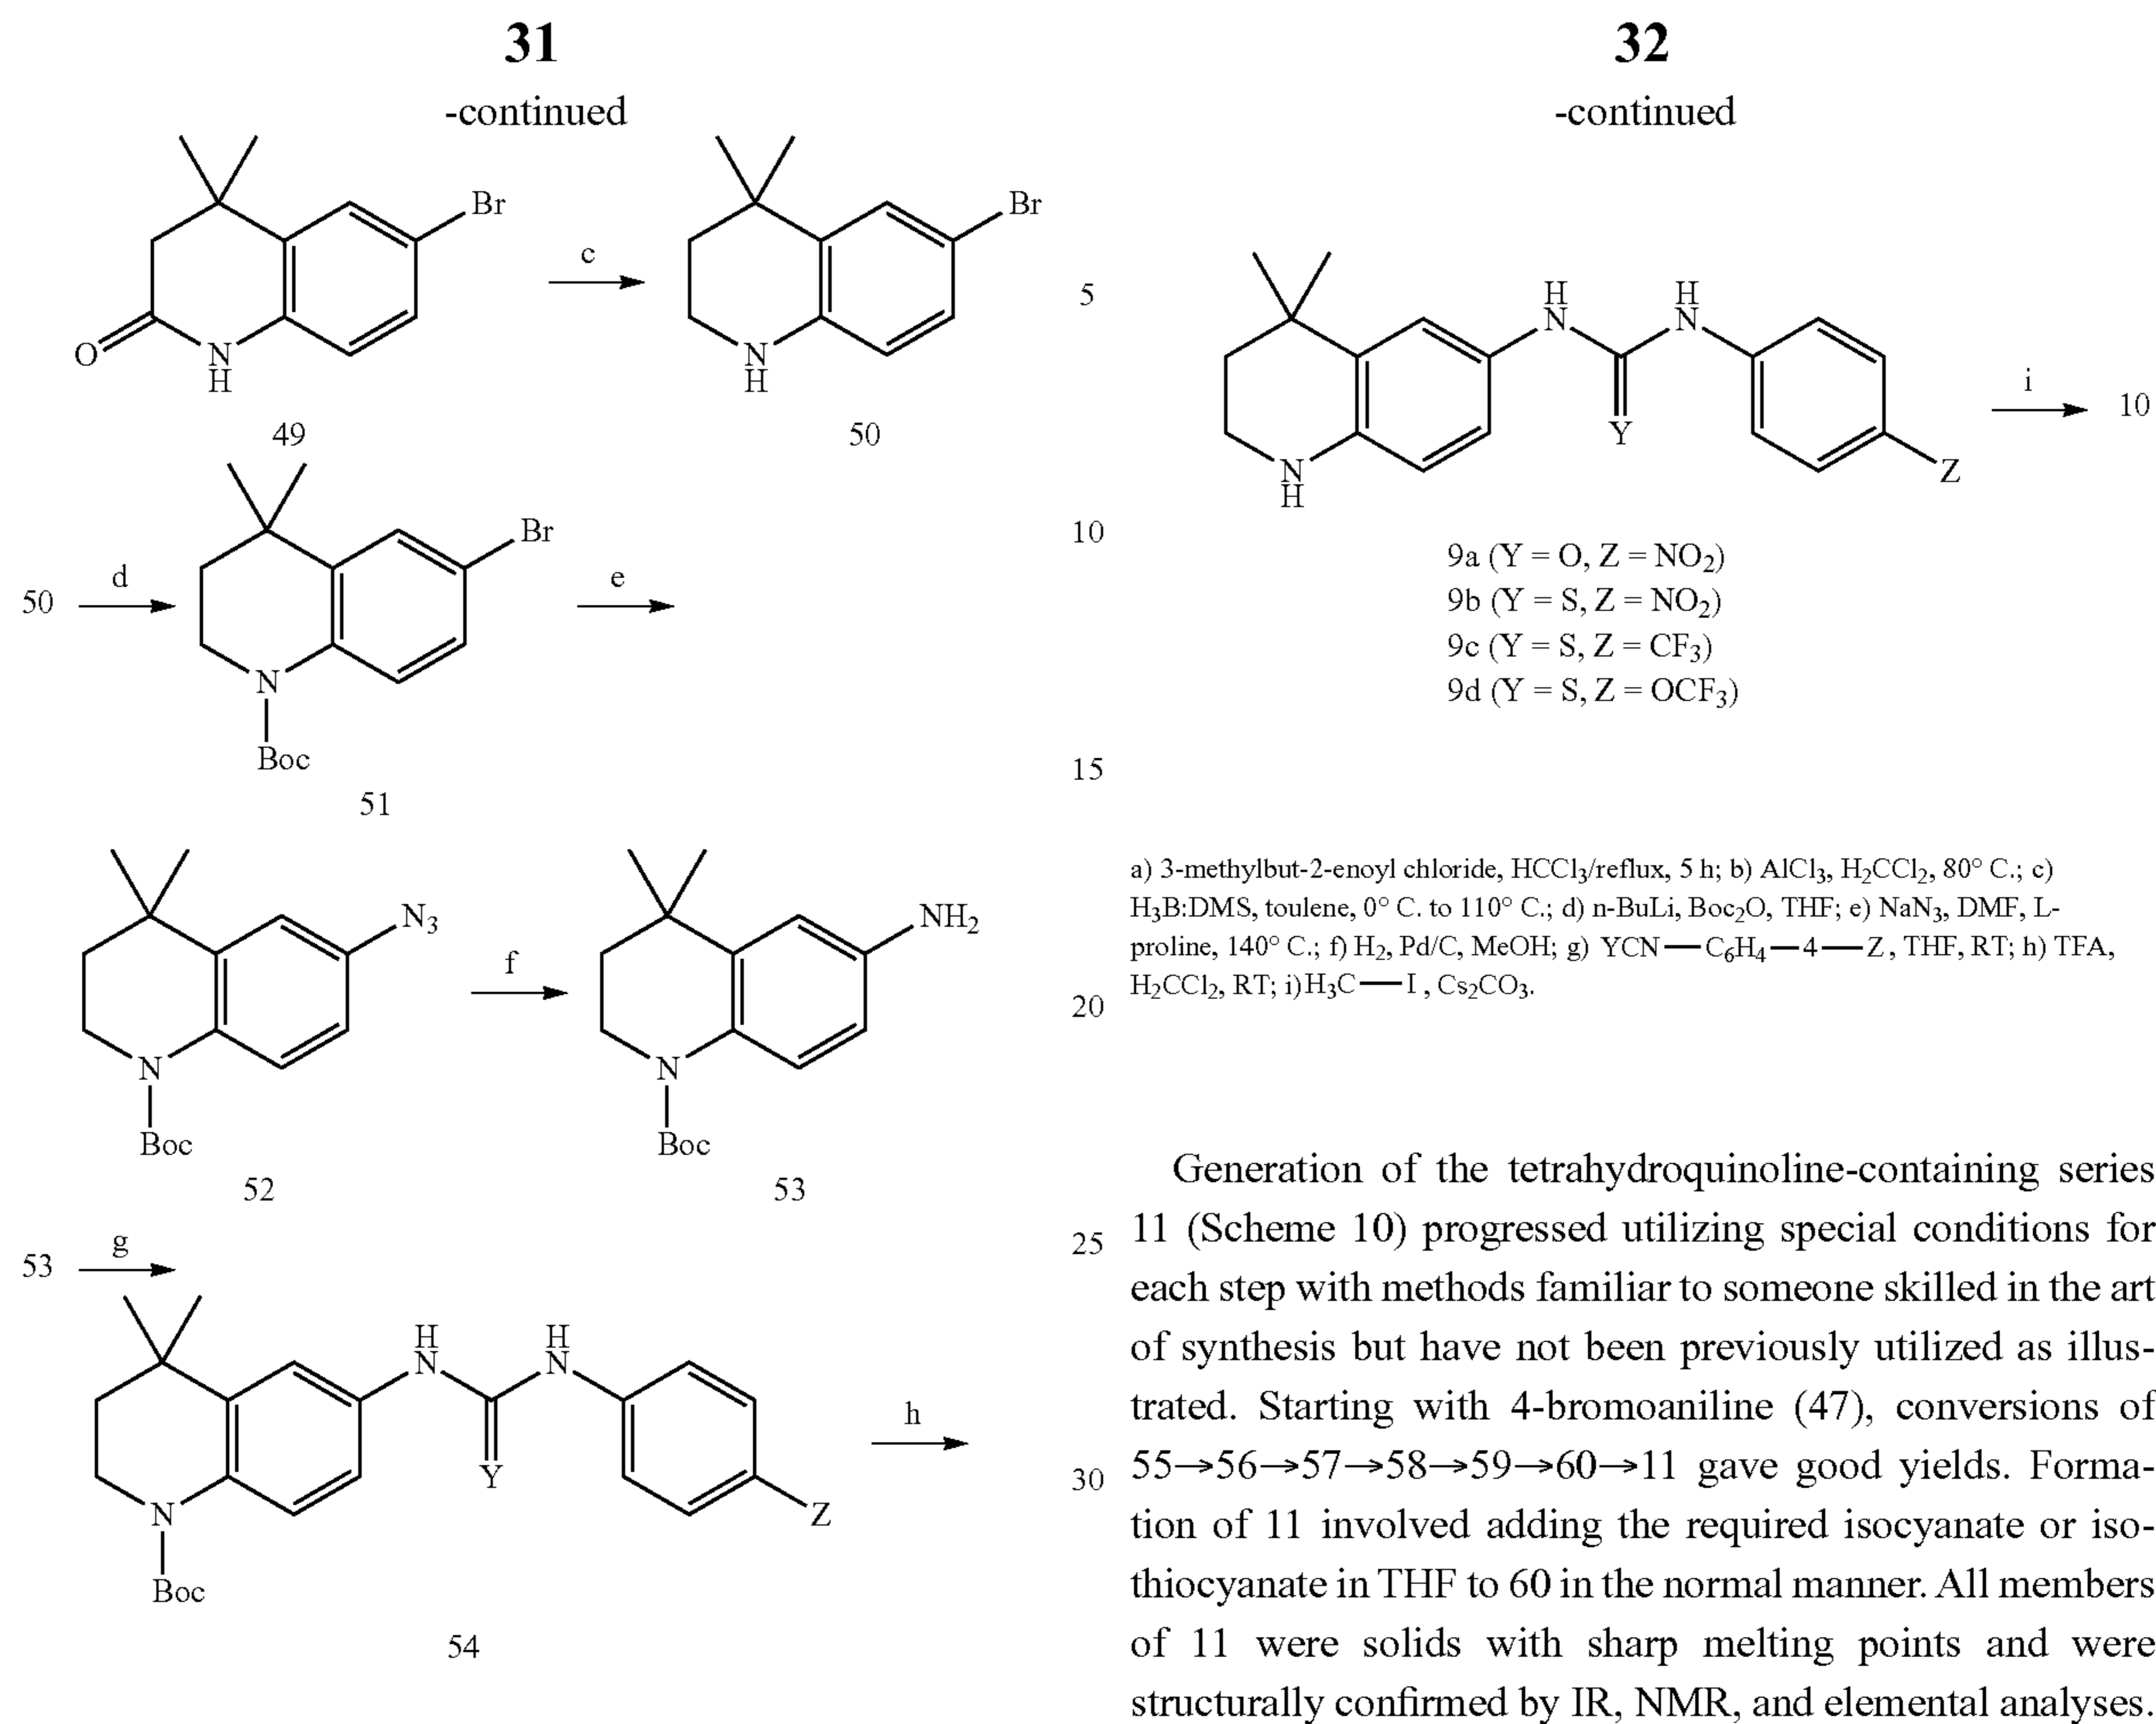 31
-continued
Br
O
N
H
49
c
Br
N
H
50
50
d
Br
N
Boc
51
e
N3
N
Boc
52
f
NH2
N
Boc
53
53
g
H
N
H
N
Y
Z
N
Boc
54
h
32
-continued
5
10
15
20
25
30
H
N
H
N
Y
Z
N
H
i
10
9a (Y = O, Z = NO2)
9b (Y = S, Z = NO2)
9c (Y = S, Z = CF3)
9d (Y = S, Z = OCF3)
a) 3-methylbut-2-enoyl chloride, HCCl3/reflux, 5 h; b) AlCl3, H2CCl2, 80° C.; c)
H3B:DMS, toulene, 0° C. to 110° C.; d) n-BuLi, Boc2O, THF; e) NaN3, DMF, L-
proline, 140° C.; f) H2, Pd/C, MeOH; g) YCN—C6H4—4—Z, THF, RT; h) TFA,
H2CCl2, RT; i)H3C—I, Cs2CO3.
Generation of the tetrahydroquinoline-containing series
11 (Scheme 10) progressed utilizing special conditions for
each step with methods familiar to someone skilled in the art
of synthesis but have not been previously utilized as illus-
trated. Starting with 4-bromoaniline (47), conversions of
55→56→57→58→59→60→11 gave good yields. Forma-
tion of 11 involved adding the required isocyanate or iso-
thiocyanate in THF to 60 in the normal manner. All members
of 11 were solids with sharp melting points and were
structurally confirmed by IR, NMR, and elemental analyses.